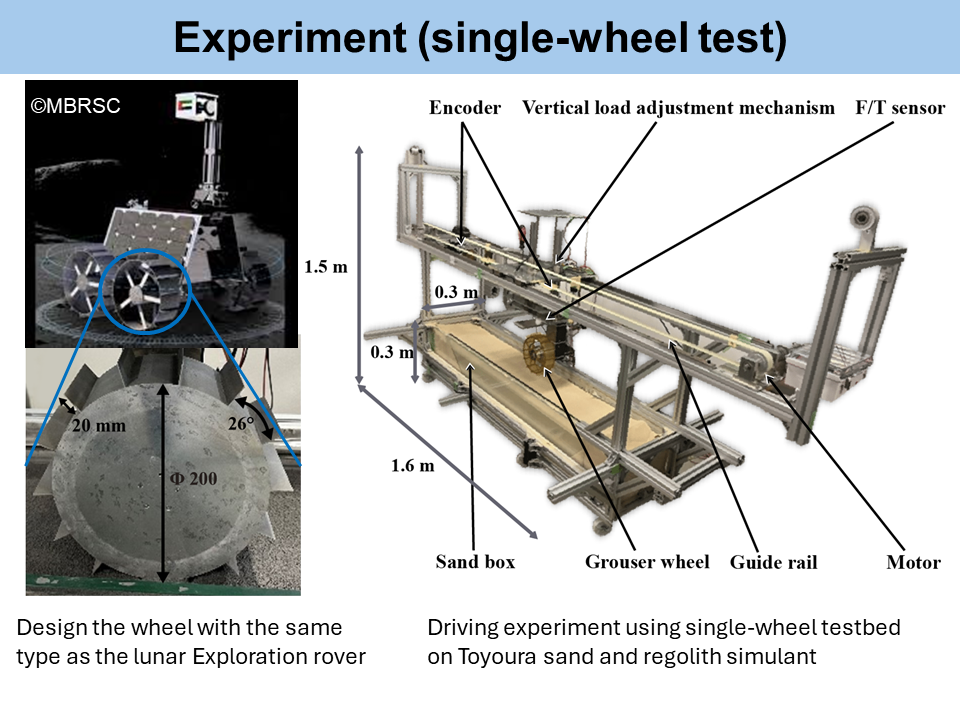 Experiment (single-wheel test)
©MBRSC
20 mm
26°
Φ 200
Encoder
Vertical load adjustment mechanism
F/T sensor
1.5 m
0.3 m
0.3 m
1.6 m
Sand box
Grouser wheel
Guide rail
Motor
Design the wheel with the same
type as the lunar Exploration rover
Driving experiment using single-wheel testbed
on Toyoura sand and regolith simulant